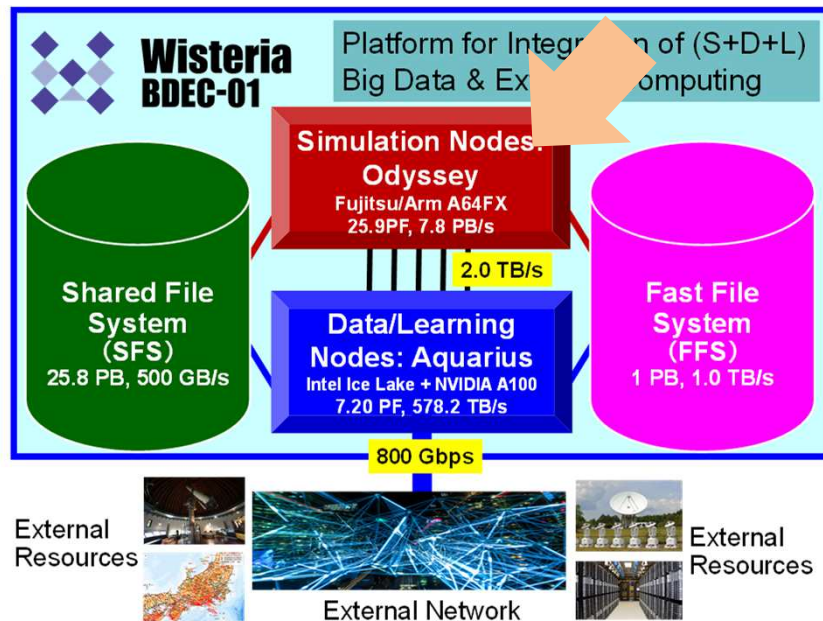 Wisteria
BDEC-01
Platform for Integ of (S+D+L)
Big Data & Ex omputing
Simulation Nodes:
Odyssey
Fujitsu/Arm A64FX
25.9PF, 7.8 PB/s
2.0 TB/s
Shared File
System
(SFS)
25.8 PB, 500 GB/s
Data/Learning
Nodes: Aquarius
Intel Ice Lake + NVIDIA A100
7.20 PF, 578.2 TB/s
Fast File
System
(FFS)
1 PB, 1.0 TB/s
800 Gbps
External
Resources
External Network
External
Resources